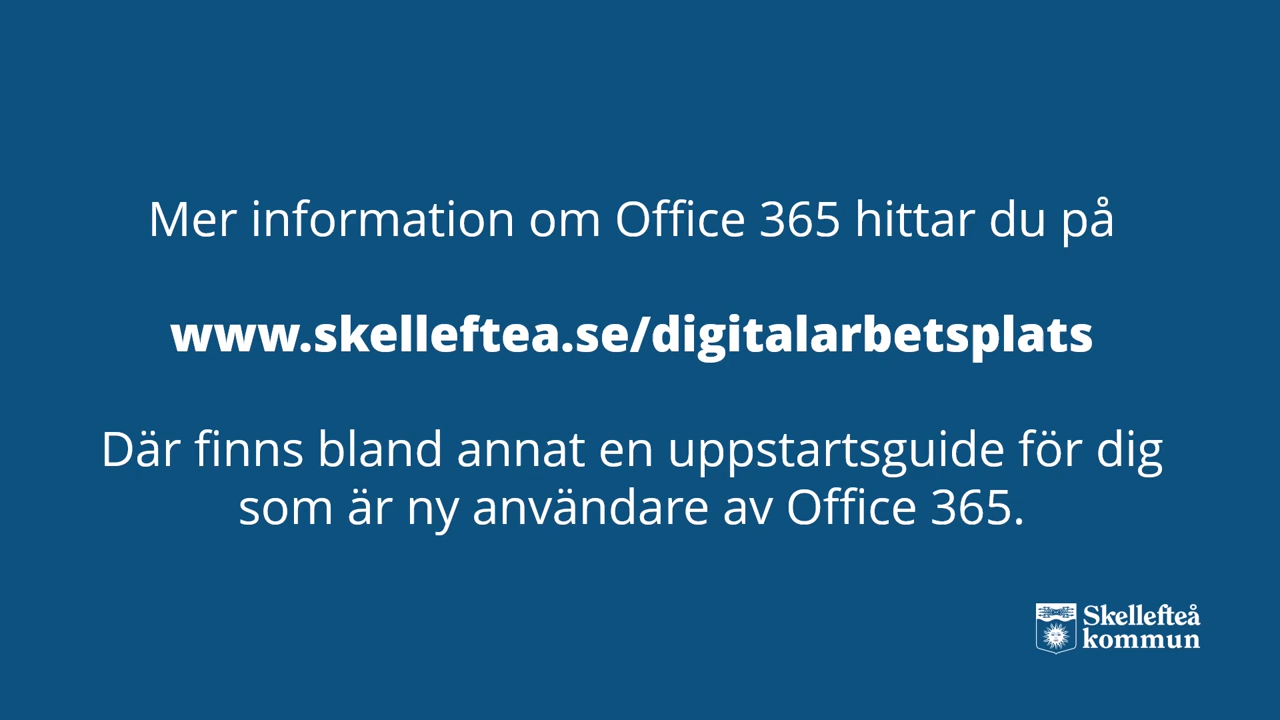 Mer information om Office 365 hittar du på
www.skelleftea.se/digitalarbetsplats
Där finns bland annat en uppstartsguide för dig
som är ny användare av Office 365.
Skellefteå
kommun